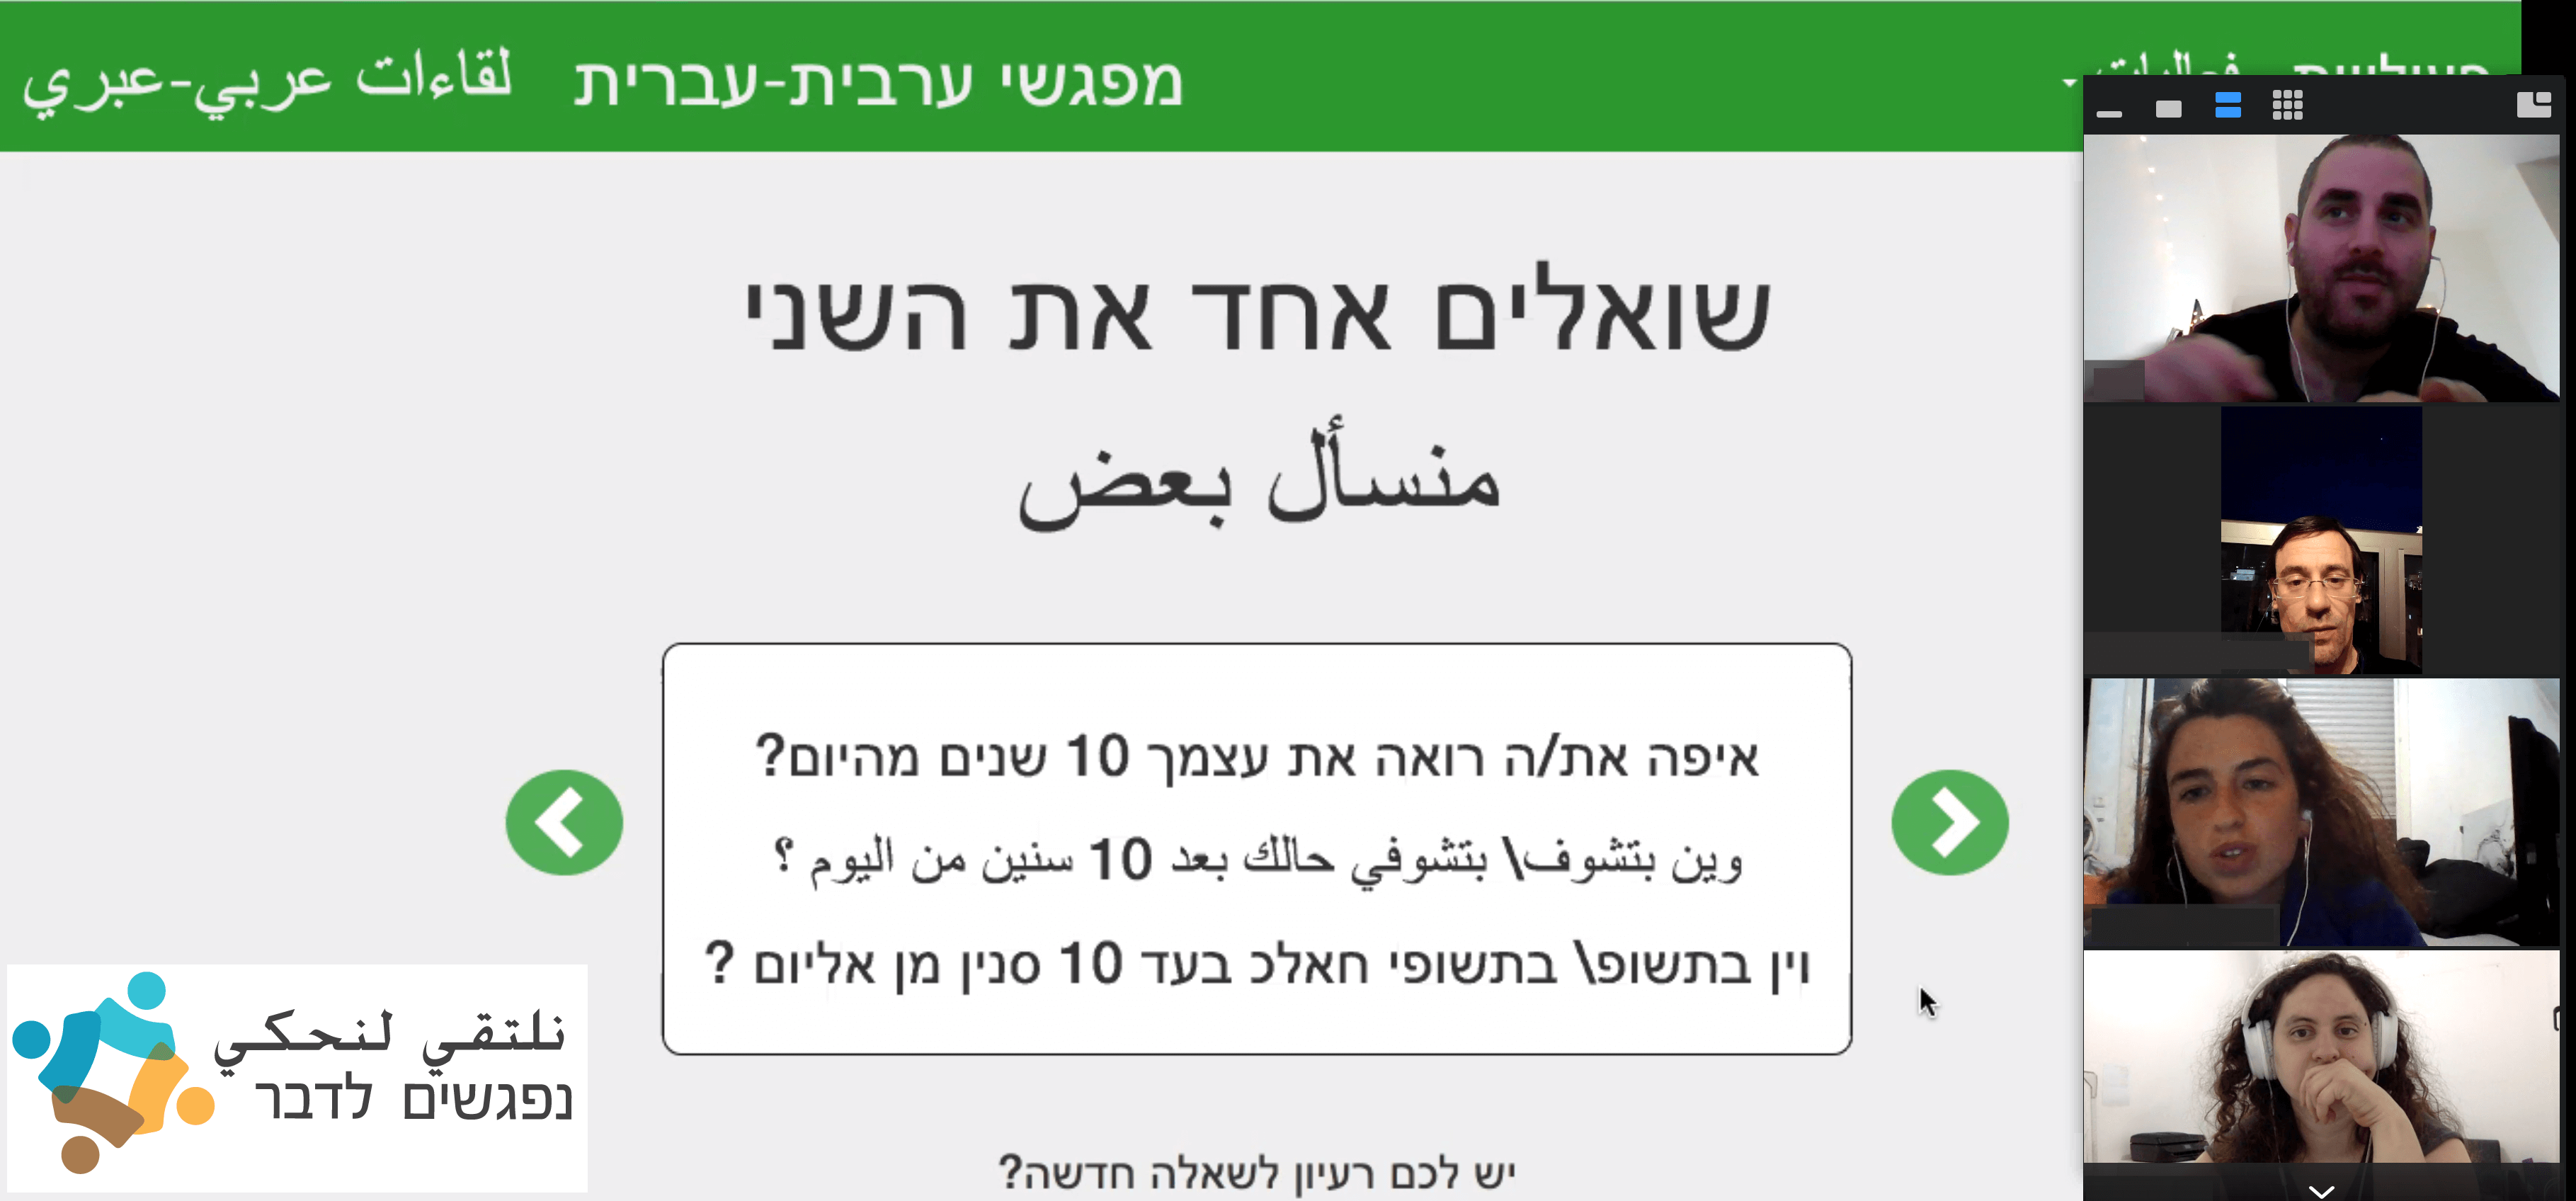 פעילויות فعاليات
מפגשי ערבית-עברית لقاءات عربي-عبري
שואלים אחד את השני
منسأل بعض
איפה את/ה רואה את עצמך 10 שנים מהיום?
وين بتشوف\ بتشوفي حالك بعد 10 سنين من اليوم ؟
וין בתשופ\ בתשופי חאלכ בעד 10 סנין מן אליום ?
יש לכם רעיון לשאלה חדשה?
نلتقي لنحكي
נפגשים לדבר